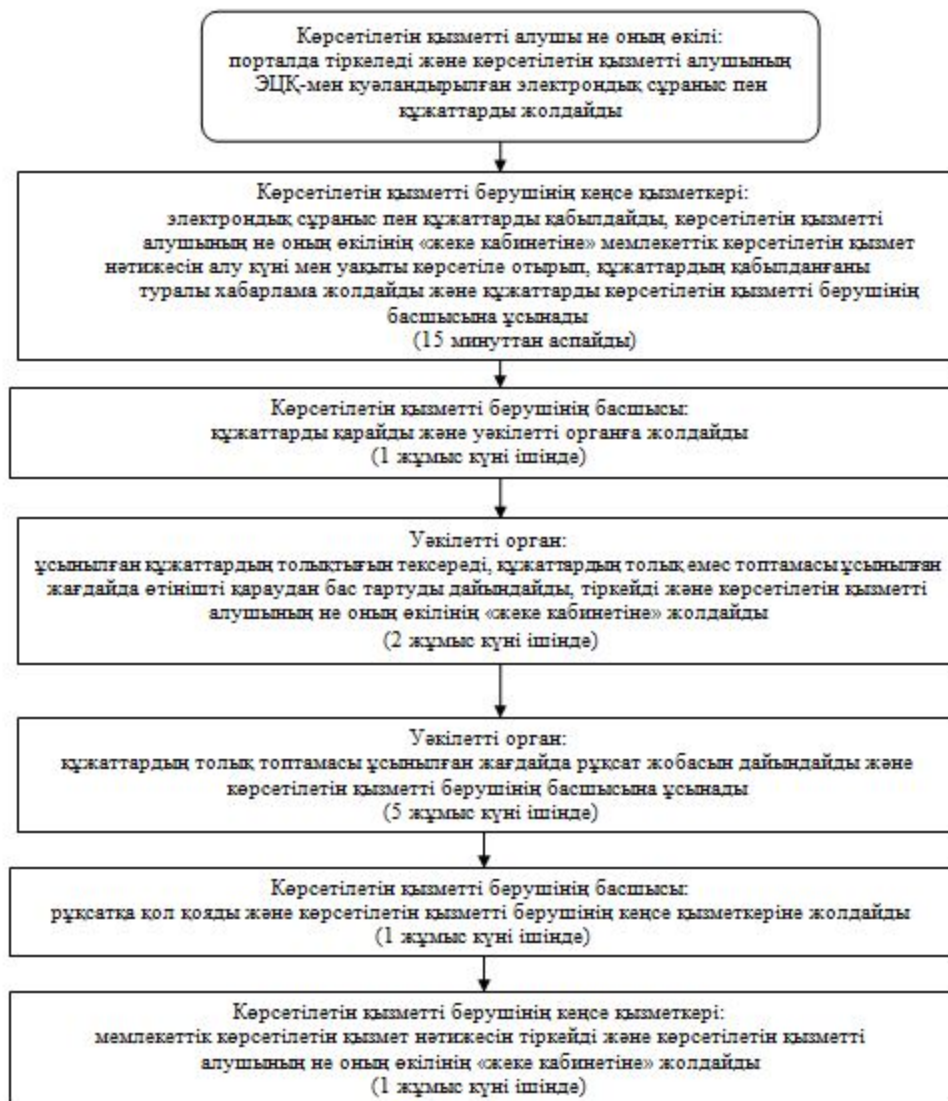 Көрсетілетін қызметті алушы не оның өкілі:
порталда тіркеледі және көрсетілетін қызметті алушының
ЭЦҚ-мен куәландырылған электрондық сұраныс пен
құжаттарды жолдайды
Көрсетілетін қызметті берушінің кеңсе қызметкері:
электрондық сұраныс пен құжаттарды қабылдайды, көрсетілетін қызметті
алушының не оның өкілінің «жеке кабинетіне» мемлекеттік көрсетілетін қызмет
нәтижесін алу күні мен уақыты көрсетіле отырып, құжаттардың қабылданғаны
туралы хабарлама жолдайды және құжаттарды көрсетілетін қызметті берушінің
басшысына ұсынады
(15 минуттан аспайды)
Көрсетілетін қызметті берушінің басшысы:
құжаттарды қарайды және уәкілетті органға жолдайды
(1 жұмыс күні ішінде)
Уәкілетті орган:
ұсынылған құжаттардың толықтығын тексереді, құжаттардың толық емес топтамасы ұсынылған
жағдайда өтінішті қараудан бас тартуды дайындайды, тіркейді және көрсетілетін қызметті
алушының не оның өкілінің «жеке кабинетіне» жолдайды
(2 жұмыс күні ішінде)
Уәкілетті орган:
құжаттардың толық топтамасы ұсынылған жағдайда рұқсат жобасын дайындайды және
көрсетілетін қызметті берушінің басшысына ұсынады
(5 жұмыс күні ішінде)
Көрсетілетін қызметті берушінің басшысы:
рұқсатқа қол қояды және көрсетілетін қызметті берушінің кеңсе қызметкеріне жолдайды
(1 жұмыс күні ішінде)
Көрсетілетін қызметті берушінің кеңсе қызметкері:
мемлекеттік көрсетілетін қызмет нәтижесін тіркейді және көрсетілетін қызметті
алушының не оның өкілінің «жеке кабинетіне» жолдайды
(1 жұмыс күні ішінде)